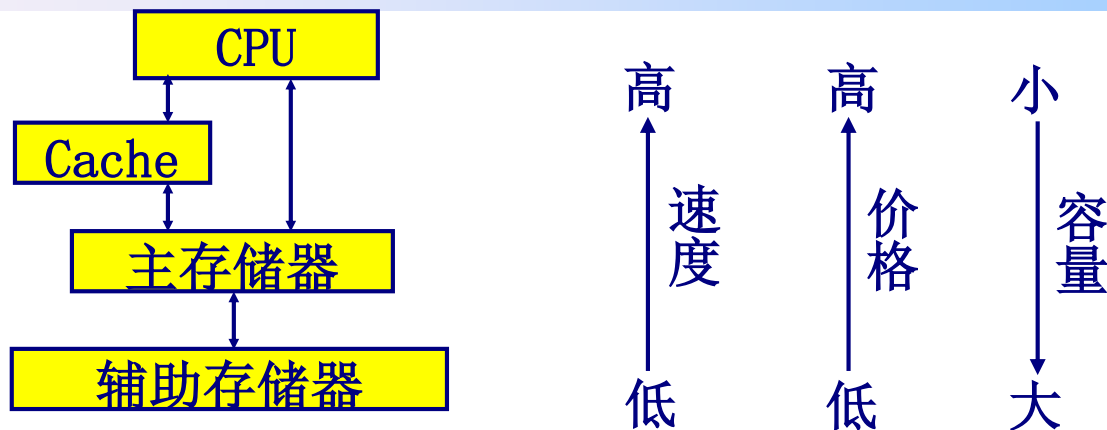 CPU
Cache
主存储器
辅助存储器
高
速度
低
高
价格
低
小
容量
大